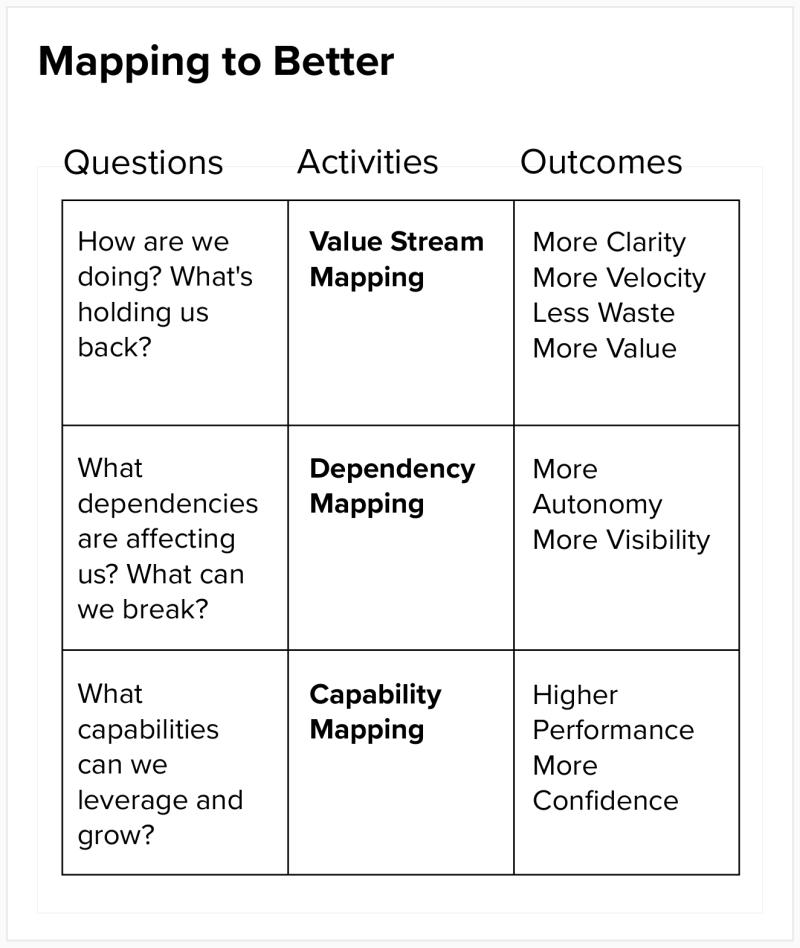 Mapping to Better
Questions
Activities
Outcomes
How are we
doing? What's
holding us
back?
Value Stream
Mapping
More Clarity
More Velocity
Less Waste
More Value
What
dependencies
are affecting
us? What can
we break?
Dependency
Mapping
More
Autonomy
More Visibility
What
capabilities
can we
leverage and
grow?
Capability
Mapping
Higher
Performance
More
Confidence